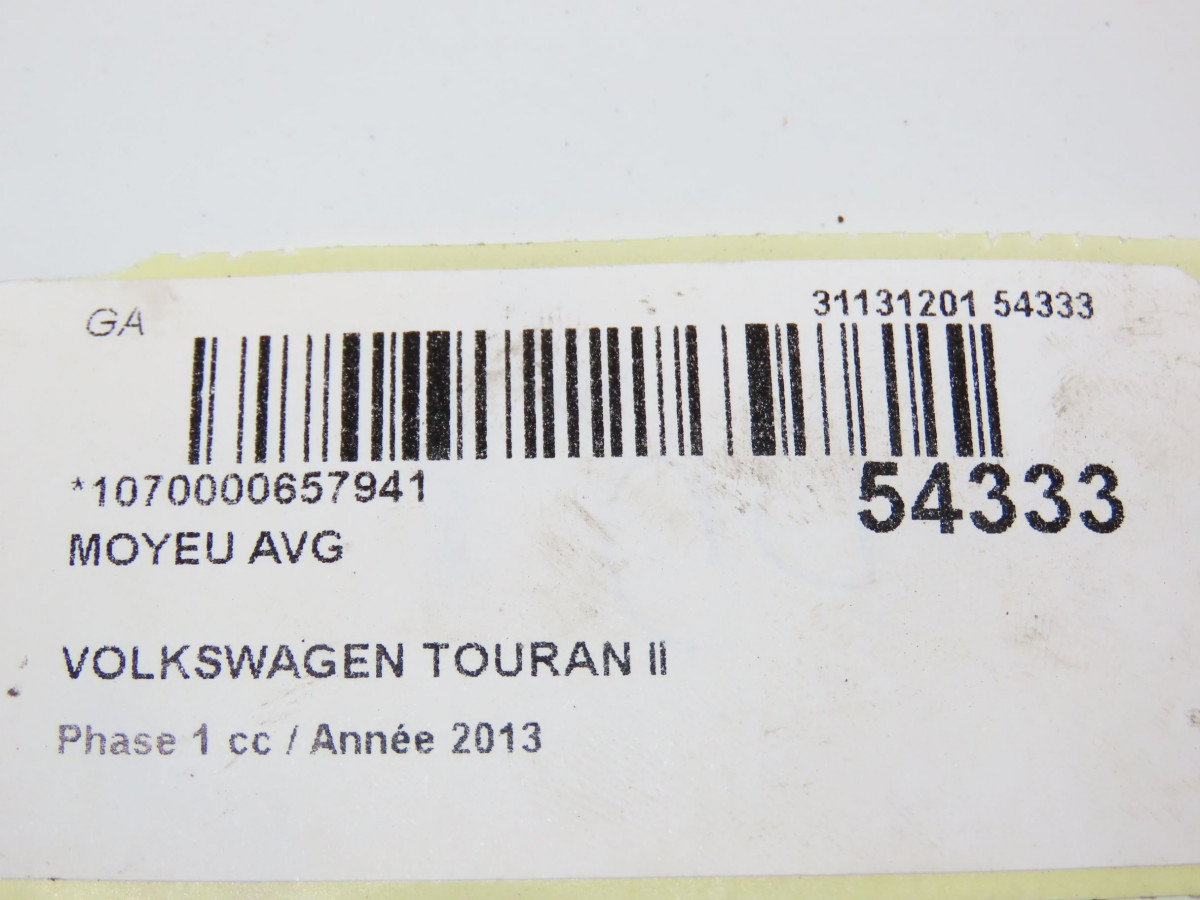 GA
31131201 54333
*1070000657941
54333
MOYEU AVG
VOLKSWAGEN TOURAN II
Phase 1 cc / Année 2013